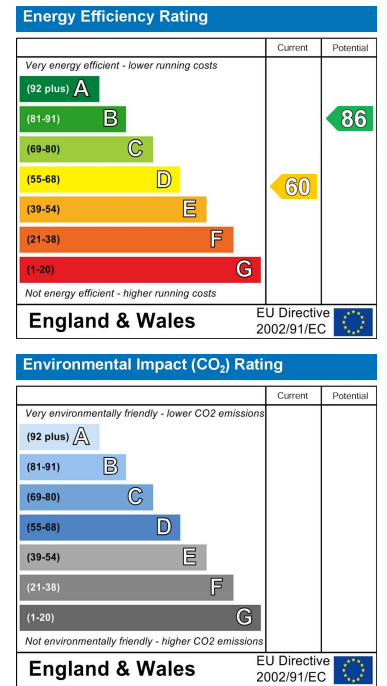 Energy Efficiency Rating
Current Potential
Very energy efficient - lower running costs
(92 plus) A
(81-91) B
86
(69-80) C
(55-68) D
60
(39-54) E
(21-38) F
(1-20) G
Not energy efficient - higher running costs
England & Wales
EU Directive
2002/91/EC
Environmental Impact (CO₂) Rating
Current Potential
Very environmentally friendly - lower CO2 emissions
(92 plus) A
(81-91) B
(69-80) C
(55-68) D
(39-54) E
(21-38) F
(1-20) G
Not environmentally friendly - higher CO2 emissions
England & Wales
EU Directive
2002/91/EC